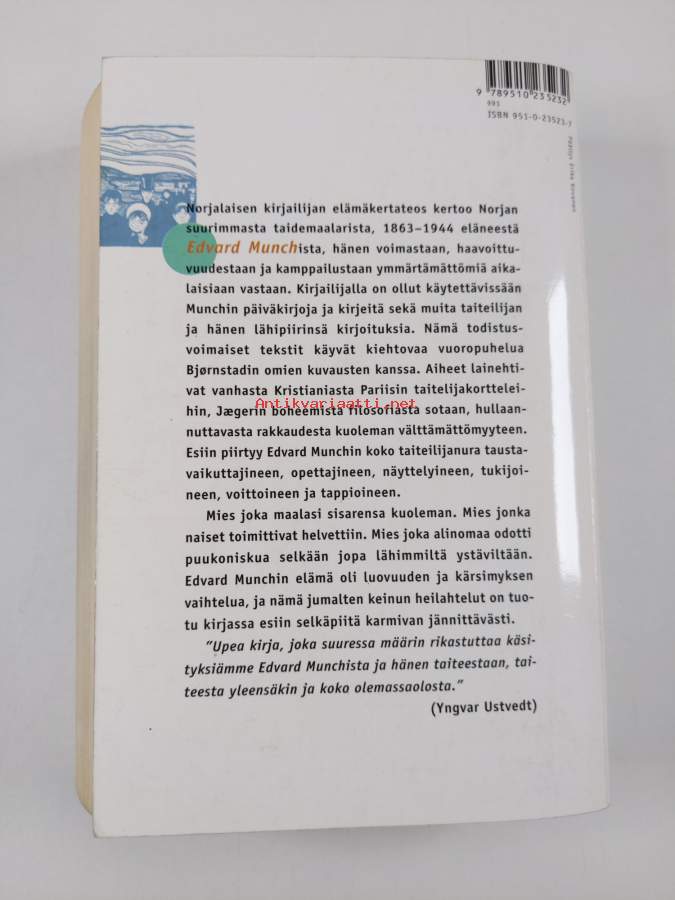 9 789510 235232
993
ISBN 951-0-23523-7
Norjalaisen kirjailijan elämäkertateos kertoo Norjan
suurimmasta taidemaalarista, 1863–1944 eläneestä
Edvard Munchista, hänen voimastaan, haavoittu-
vuudestaan ja kamppailustaan ymmärtämättömiä aika-
laisiaan vastaan. Kirjailijalla on ollut käytettävissään
Munchin päiväkirjoja ja kirjeitä sekä muita taiteilijan
ja hänen lähipiirinsä kirjoituksia. Nämä todistus-
voimaiset tekstit käyvät kiehtovaa vuoropuhelua
Bjørnstadin omien kuvausten kanssa. Aiheet lainehti-
vat vanhasta Kristianiasta Pariisin taiteilijakorttelei-
Antikvariaatti.net
hin, Jægerin boheemista filosofiasta sotaan, hullaan-
nuttavasta rakkaudesta kuoleman välttämättömyyteen.
Esiin piirtyy Edvard Munchin koko taiteilijanura tausta-
vaikuttajineen, opettajineen, näyttelyineen, tukijoi-
neen, voittoineen ja tappioineen.
Mies joka maalasi sisarensa kuoleman. Mies jonka
naiset toimittivat helvettiin. Mies joka alinomaa odotti
puukoniskua selkään jopa lähimmiltä ystäviltään.
Edvard Munchin elämä oli luovuuden ja kärsimyksen
vaihtelua, ja nämä jumalten keinun heilahtelut on tuo-
tu kirjassa esiin selkäpiitä karmivan jännittävästi.
"Upea kirja, joka suuressa määrin rikastuttaa käsi-
tyksiämme Edvard Munchista ja hänen taiteestaan, tai-
teesta yleensäkin ja koko olemassaolosta."
(Yngvar Ustvedt)